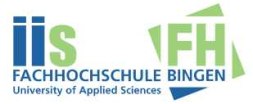 iis FH
FACHHOCHSCHULE BINGEN
University of Applied Sciences